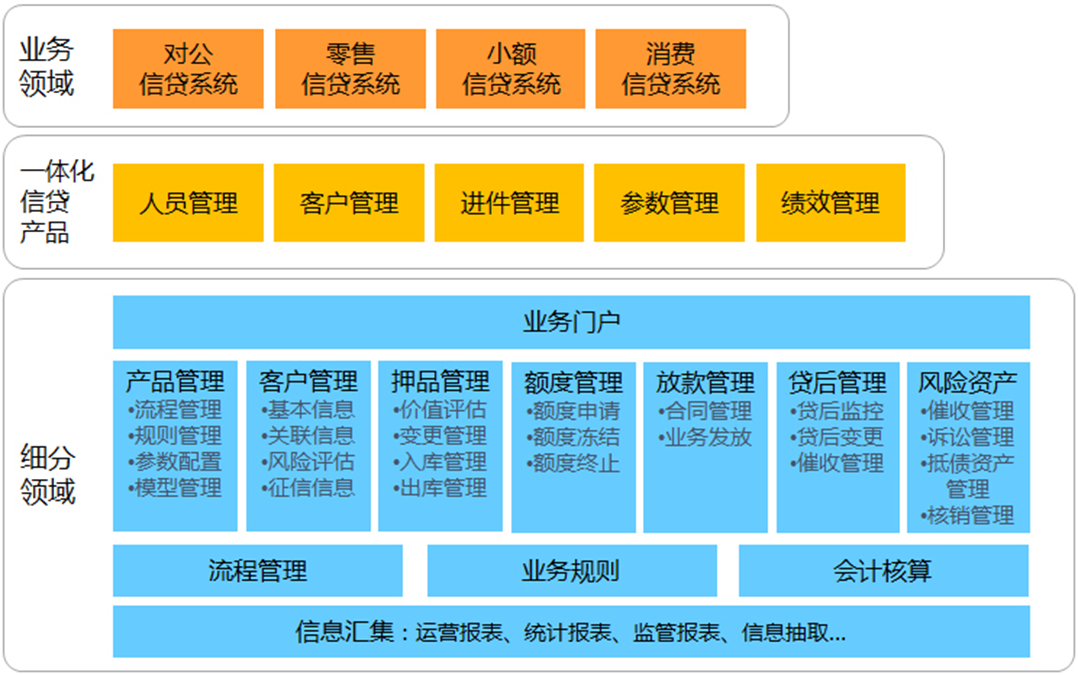 业务
领域
对公
信贷系统
零售
信贷系统
小额
信贷系统
消费
信贷系统
一体化
信贷
产品
人员管理
客户管理
进件管理
参数管理
绩效管理
细分
领域
业务门户
产品管理
•流程管理
•规则管理
•参数配置
•模型管理
客户管理
•基本信息
•关联信息
•风险评估
•征信信息
押品管理
•价值评估
•变更管理
•入库管理
•出库管理
额度管理
•额度申请
•额度冻结
•额度终止
放款管理
•合同管理
•业务发放
贷后管理
•贷后监控
•贷后变更
•催收管理
风险资产
•催收管理
•诉讼管理
•抵债资产
管理
•核销管理
流程管理
业务规则
会计核算
信息汇集：运营报表、统计报表、监管报表、信息抽取...